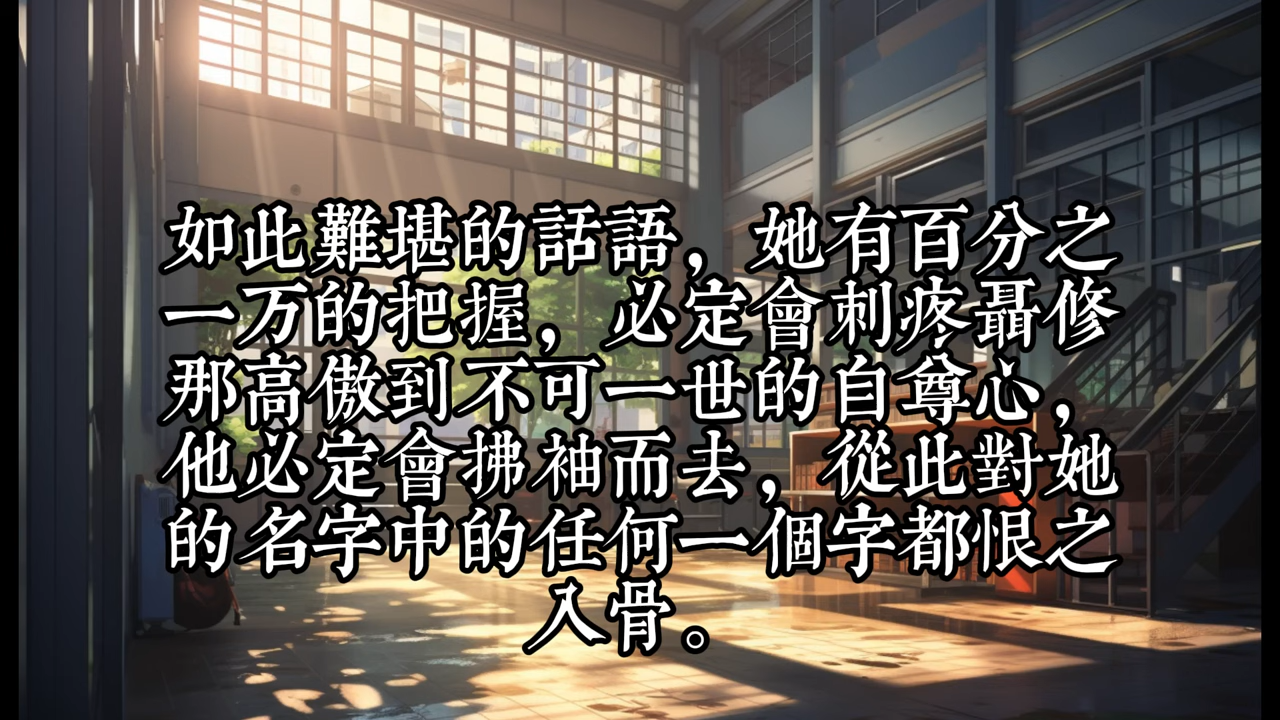 如此難堪的話語，她有百分之
一万的把握，必定會刺疼聶修
那高傲到不可一世的自尊心，
他必定會拂袖而去，從此對她
的名字中的任何一個字都恨之
入骨。